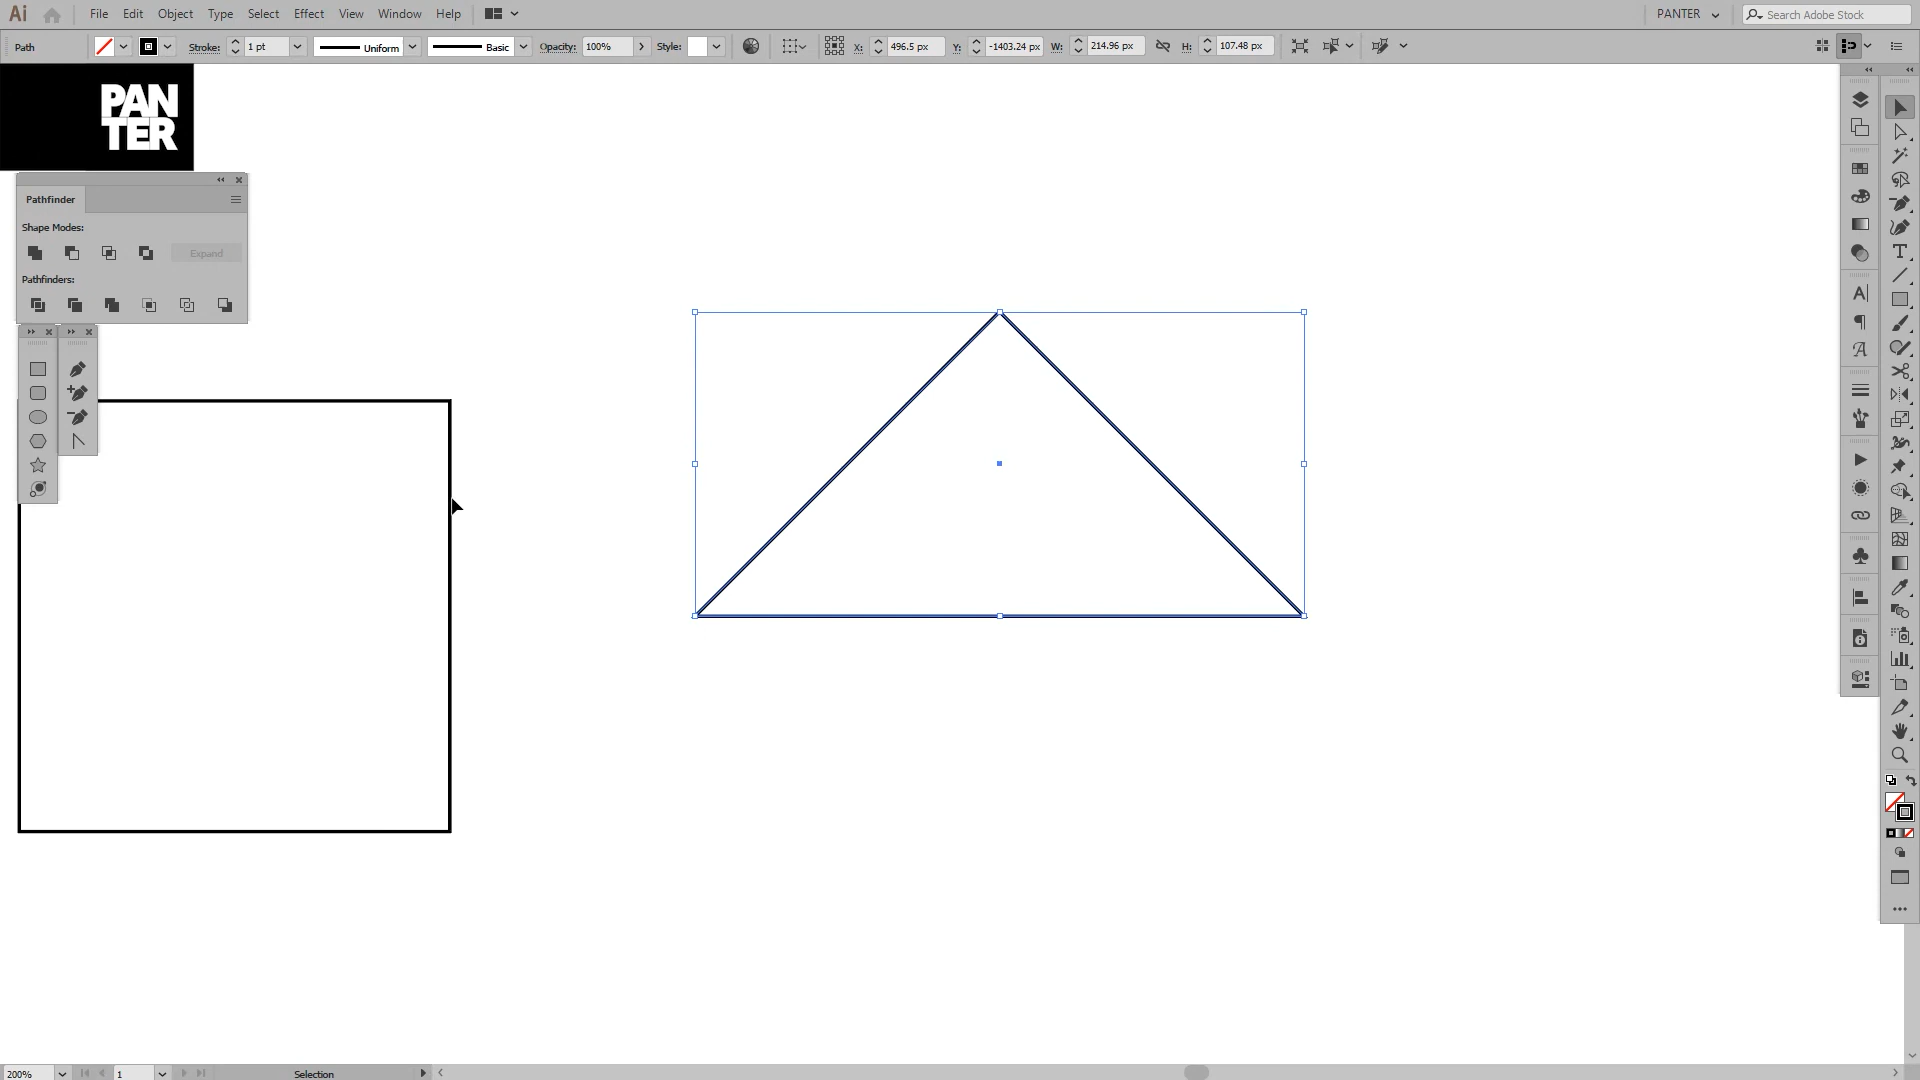 Ai File Edit Object Type Select Effect View Window Help PANTER Search Adobe Stock
Path Stroke: 1 pt Uniform Basic Opacity: 100% Style: X: 496.5 px Y: -1403.24 px W: 214.96 px H: 107.48 px
PAN
TER
Pathfinder
Shape Modes:
Expand
Pathfinders:
200% 1 Selection